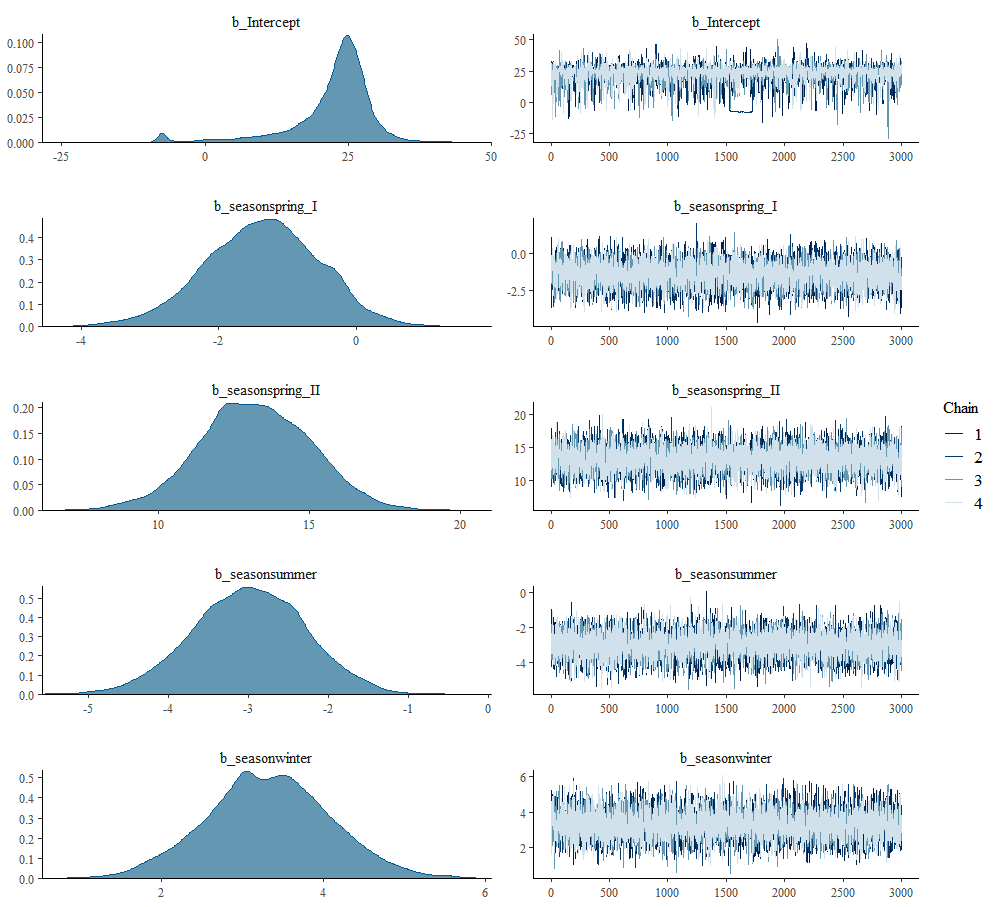 b_Intercept
0.100
0.075
0.050
0.025
0.000
-25 0 25 50
b_Intercept
50
25
0
-25
0 500 1000 1500 2000 2500 3000
b_seasonspring_I
0.4
0.3
0.2
0.1
0.0
-4 -2 0
b_seasonspring_I
0.0
-2.5
0 500 1000 1500 2000 2500 3000
b_seasonspring_II
0.20
0.15
0.10
0.05
0.00
10 15 20
b_seasonspring_II
20
15
10
0 500 1000 1500 2000 2500 3000
b_seasonsummer
0.5
0.4
0.3
0.2
0.1
0.0
-5 -4 -3 -2 -1 0
b_seasonsummer
0
-2
-4
0 500 1000 1500 2000 2500 3000
b_seasonwinter
0.5
0.4
0.3
0.2
0.1
0.0
2 4 6
b_seasonwinter
6
4
2
0 500 1000 1500 2000 2500 3000
Chain
1
2
3
4